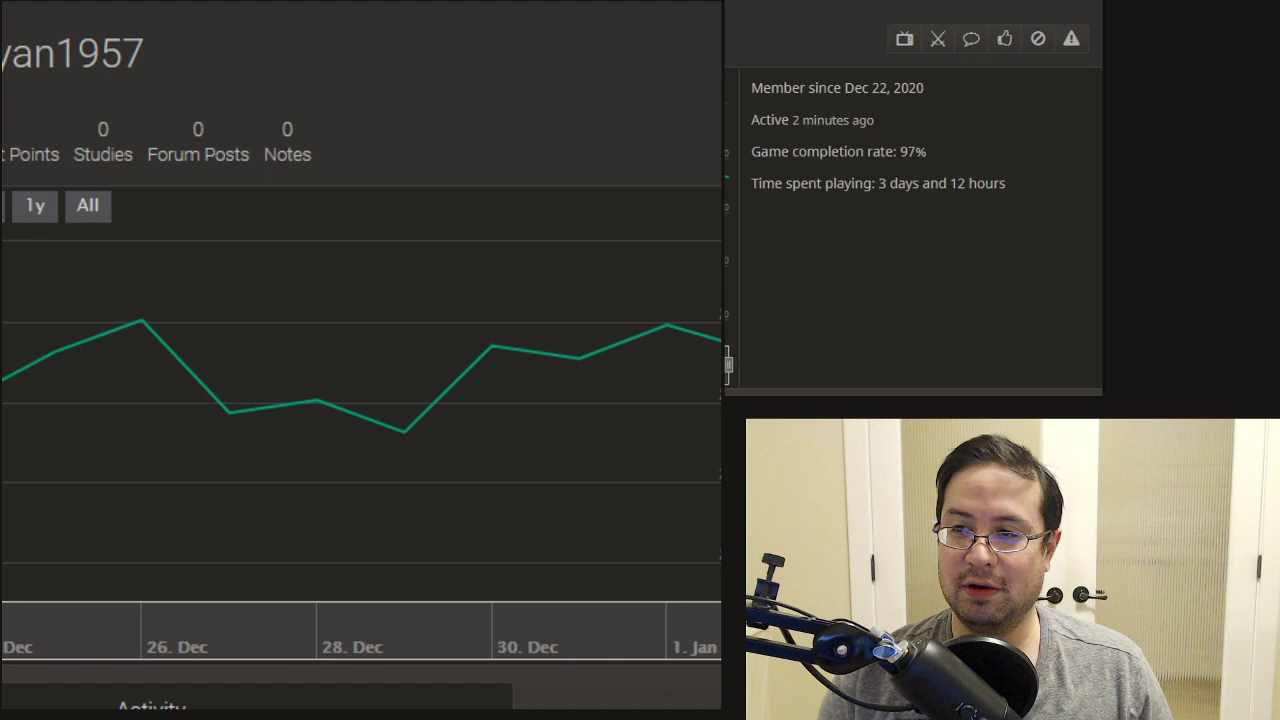 yan1957
0
0
0
t Points
Studies
Forum Posts
Notes
1y
All
Dec
26. Dec
28. Dec
30. Dec
1. Jan
Activity
Member since Dec 22, 2020
Active 2 minutes ago
Game completion rate: 97%
Time spent playing: 3 days and 12 hours